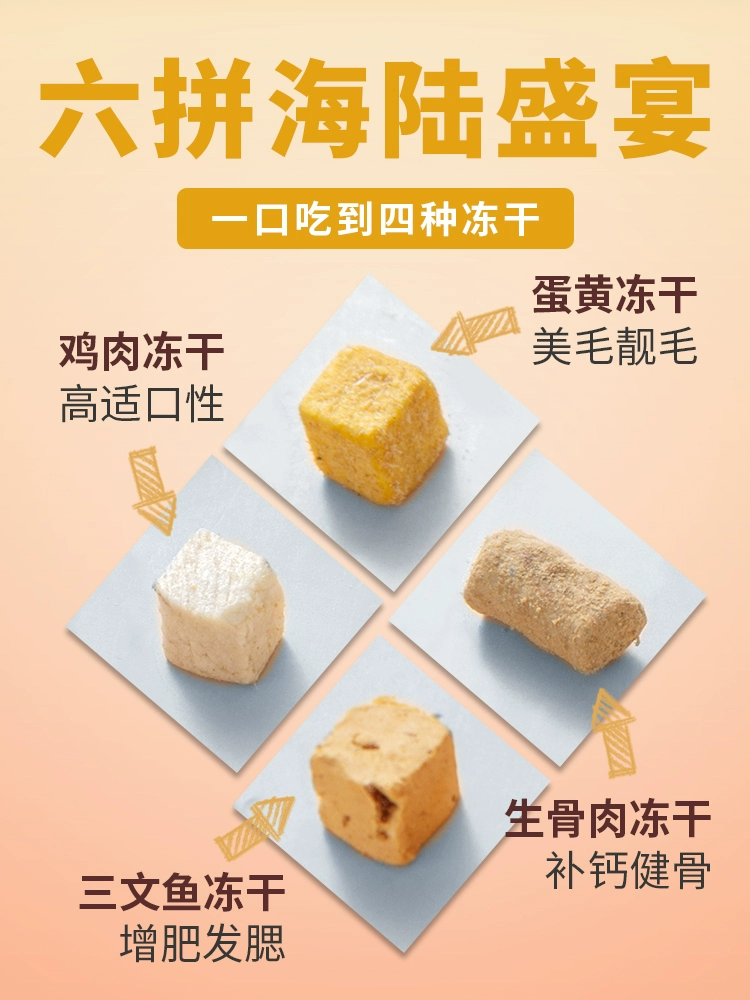 六拼海陆盛宴
一口吃到四种冻干
蛋黄冻干
美毛靓毛
鸡肉冻干
高适口性
生骨肉冻干
补钙健骨
三文鱼冻干
增肥发腮